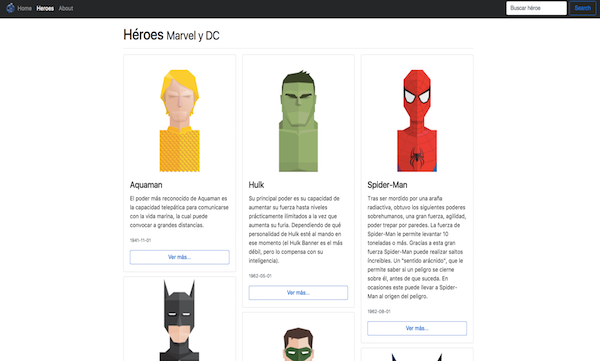 Home Heroes About Buscar héroe Search
Héroes Marvel y DC
Aquaman
El poder más reconocido de Aquaman es
la capacidad telepática para comunicarse
con la vida marina, la cual puede
convocar a grandes distancias.
1941-11-01
Ver más...
Hulk
Su principal poder es su capacidad de
aumentar su fuerza hasta niveles
prácticamente ilimitados a la vez que
aumenta su furia. Dependiendo de qué
personalidad de Hulk esté al mando en
ese momento (el Hulk Banner es el más
débil, pero lo compensa con su
inteligencia).
1962-05-01
Ver más...
Spider-Man
Tras ser mordido por una araña
radiactiva, obtuvo los siguientes poderes
sobrehumanos, una gran fuerza, agilidad,
poder trepar por paredes. La fuerza de
Spider-Man le permite levantar 10
toneladas o más. Gracias a esta gran
fuerza Spider-Man puede realizar saltos
íncreibles. Un "sentido arácnido", que le
permite saber si un peligro se cierne
sobre él, antes de que suceda. En
ocasiones este puede llevar a Spider-
Man al origen del peligro.
1962-08-01
Ver más...